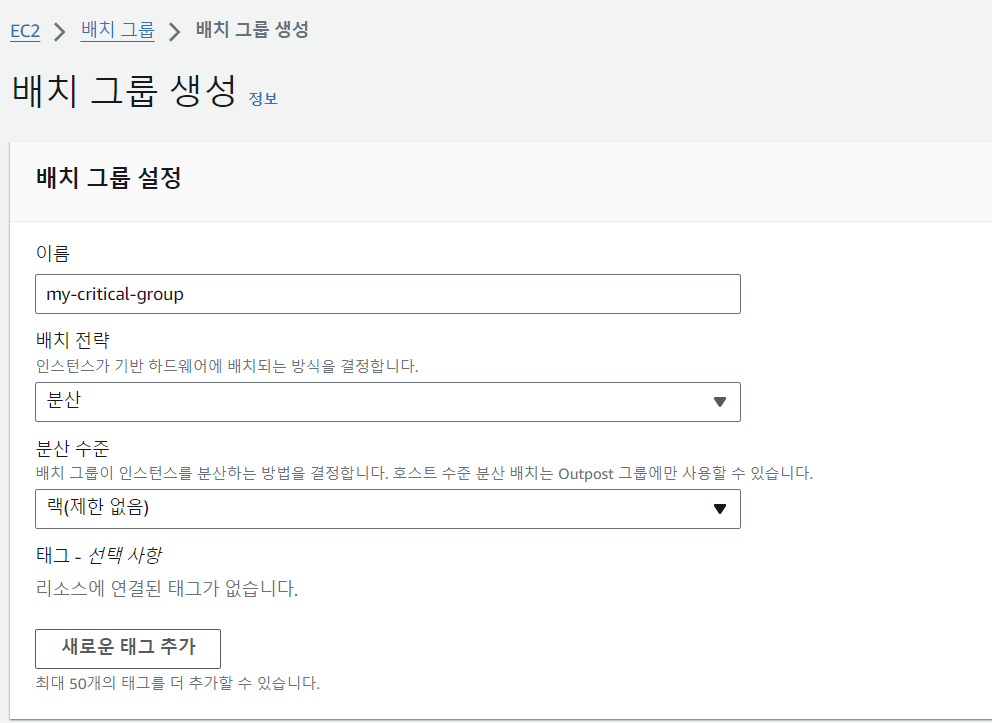 EC2 > 배치 그룹 > 배치 그룹 생성
배치 그룹 생성 정보
배치 그룹 설정
이름
my-critical-group
배치 전략
인스턴스가 기반 하드웨어에 배치되는 방식을 결정합니다.
분산
분산 수준
배치 그룹이 인스턴스를 분산하는 방법을 결정합니다. 호스트 수준 분산 배치는 Outpost 그룹에만 사용할 수 있습니다.
랙(제한 없음)
태그 - 선택 사항
리소스에 연결된 태그가 없습니다.
새로운 태그 추가
최대 50개의 태그를 더 추가할 수 있습니다.